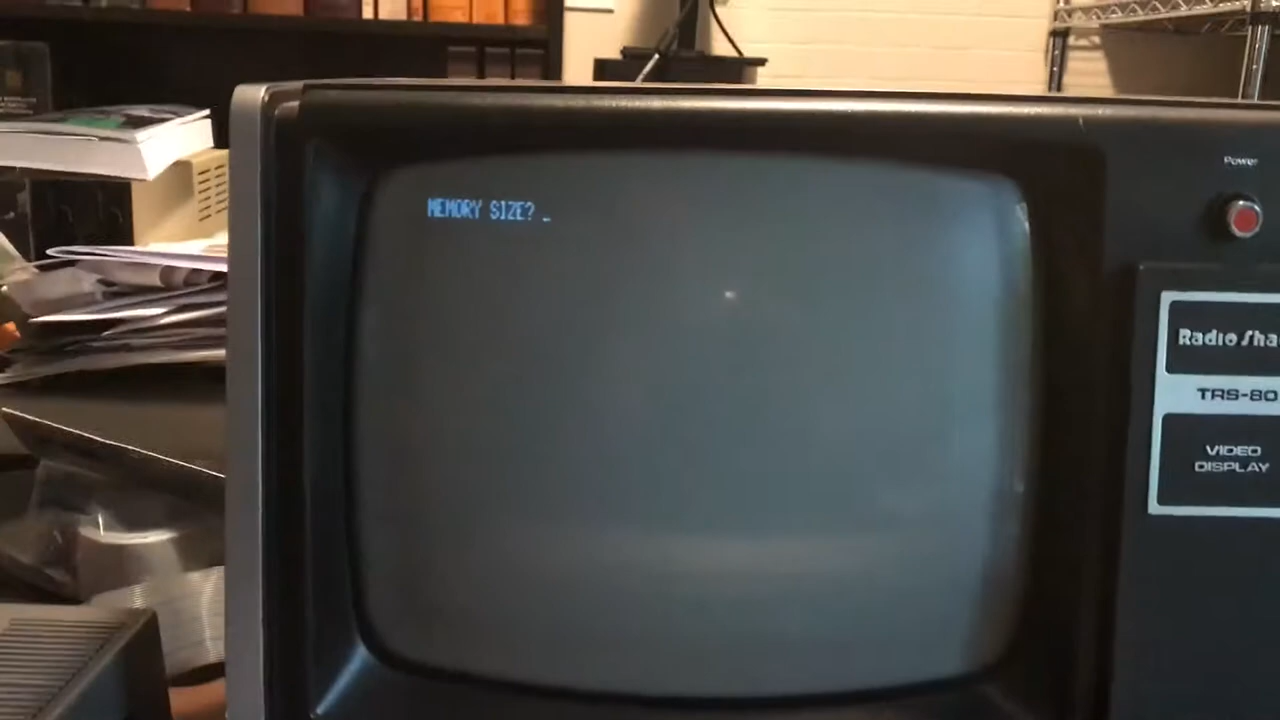 MEMORY SIZE? _
Power
Radio Sha
TRS-80
VIDEO
DISPLAY